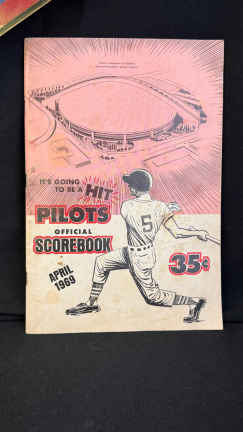 IT'S GOING
TO BE A HIT
PILOTS
OFFICIAL
SCOREBOOK
APRIL
1969
5
35¢